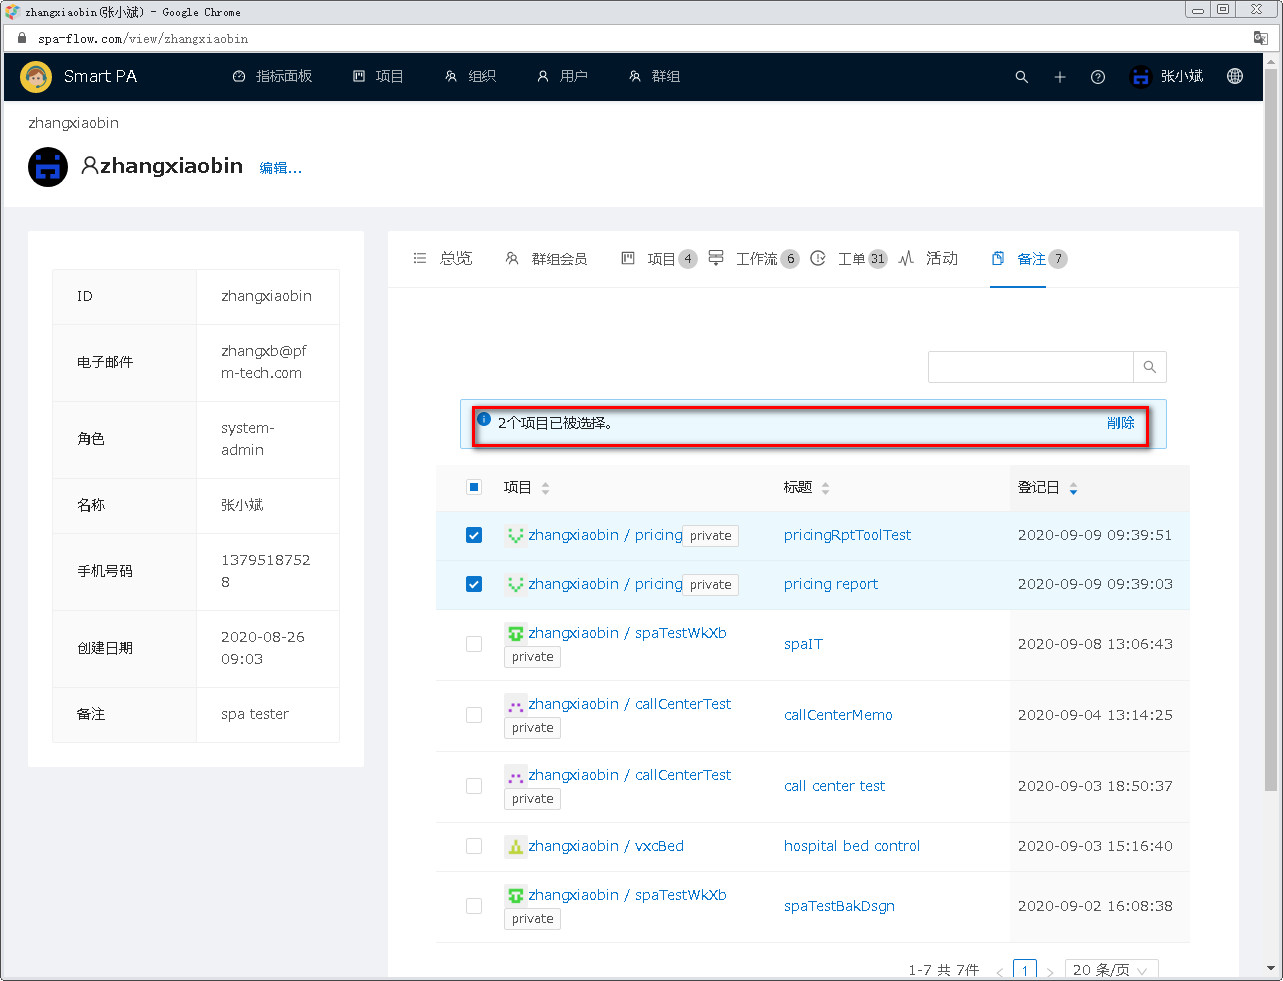 zhangxiaobin(张小斌) - Google Chrome
spa-flow.com/view/zhangxiaobin
Smart PA 指标面板 项目 组织 用户 群组 张小斌
zhangxiaobin
zhangxiaobin 编辑...
总览 群组会员 项目 4 工作流 6 工单 31 活动 备注 7
ID zhangxiaobin
电子邮件 zhangxb@pf
m-tech.com
角色 system-
admin
名称 张小斌
手机号码 1379518752
8
创建日期 2020-08-26
09:03
备注 spa tester
2个项目已被选择。 删除
项目 标题 登记日
zhangxiaobin / pricing private pricingRptToolTest 2020-09-09 09:39:51
zhangxiaobin / pricing private pricing report 2020-09-09 09:39:03
zhangxiaobin / spaTestWkXb
private
spaIT 2020-09-08 13:06:43
zhangxiaobin / callCenterTest
private
callCenterMemo 2020-09-04 13:14:25
zhangxiaobin / callCenterTest
private
call center test 2020-09-03 18:50:37
zhangxiaobin / vxcBed hospital bed control 2020-09-03 15:16:40
zhangxiaobin / spaTestWkXb
private
spaTestBakDsgn 2020-09-02 16:08:38
1-7 共 7件 < 1 > 20 条/页